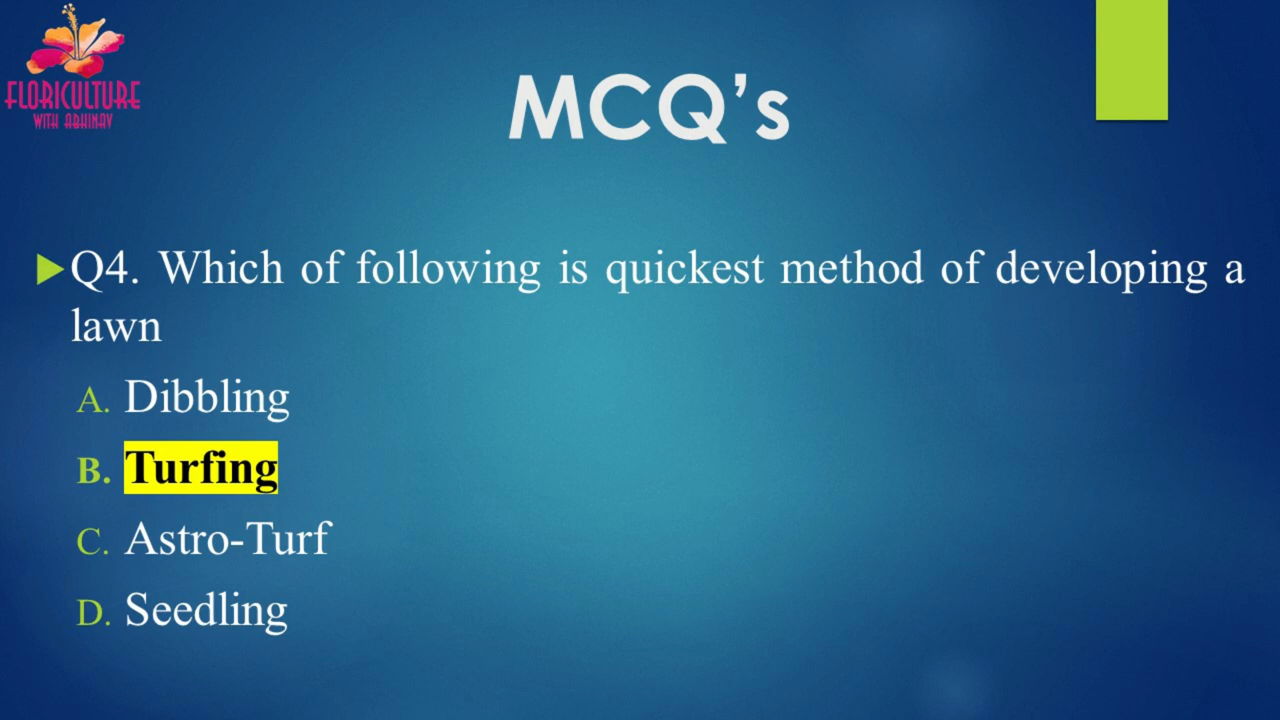 FLORICULTURE
WITH ABHINAV
MCQ’s
Q4. Which of following is quickest method of developing a
lawn
A. Dibbling
B. Turfing
C. Astro-Turf
D. Seedling